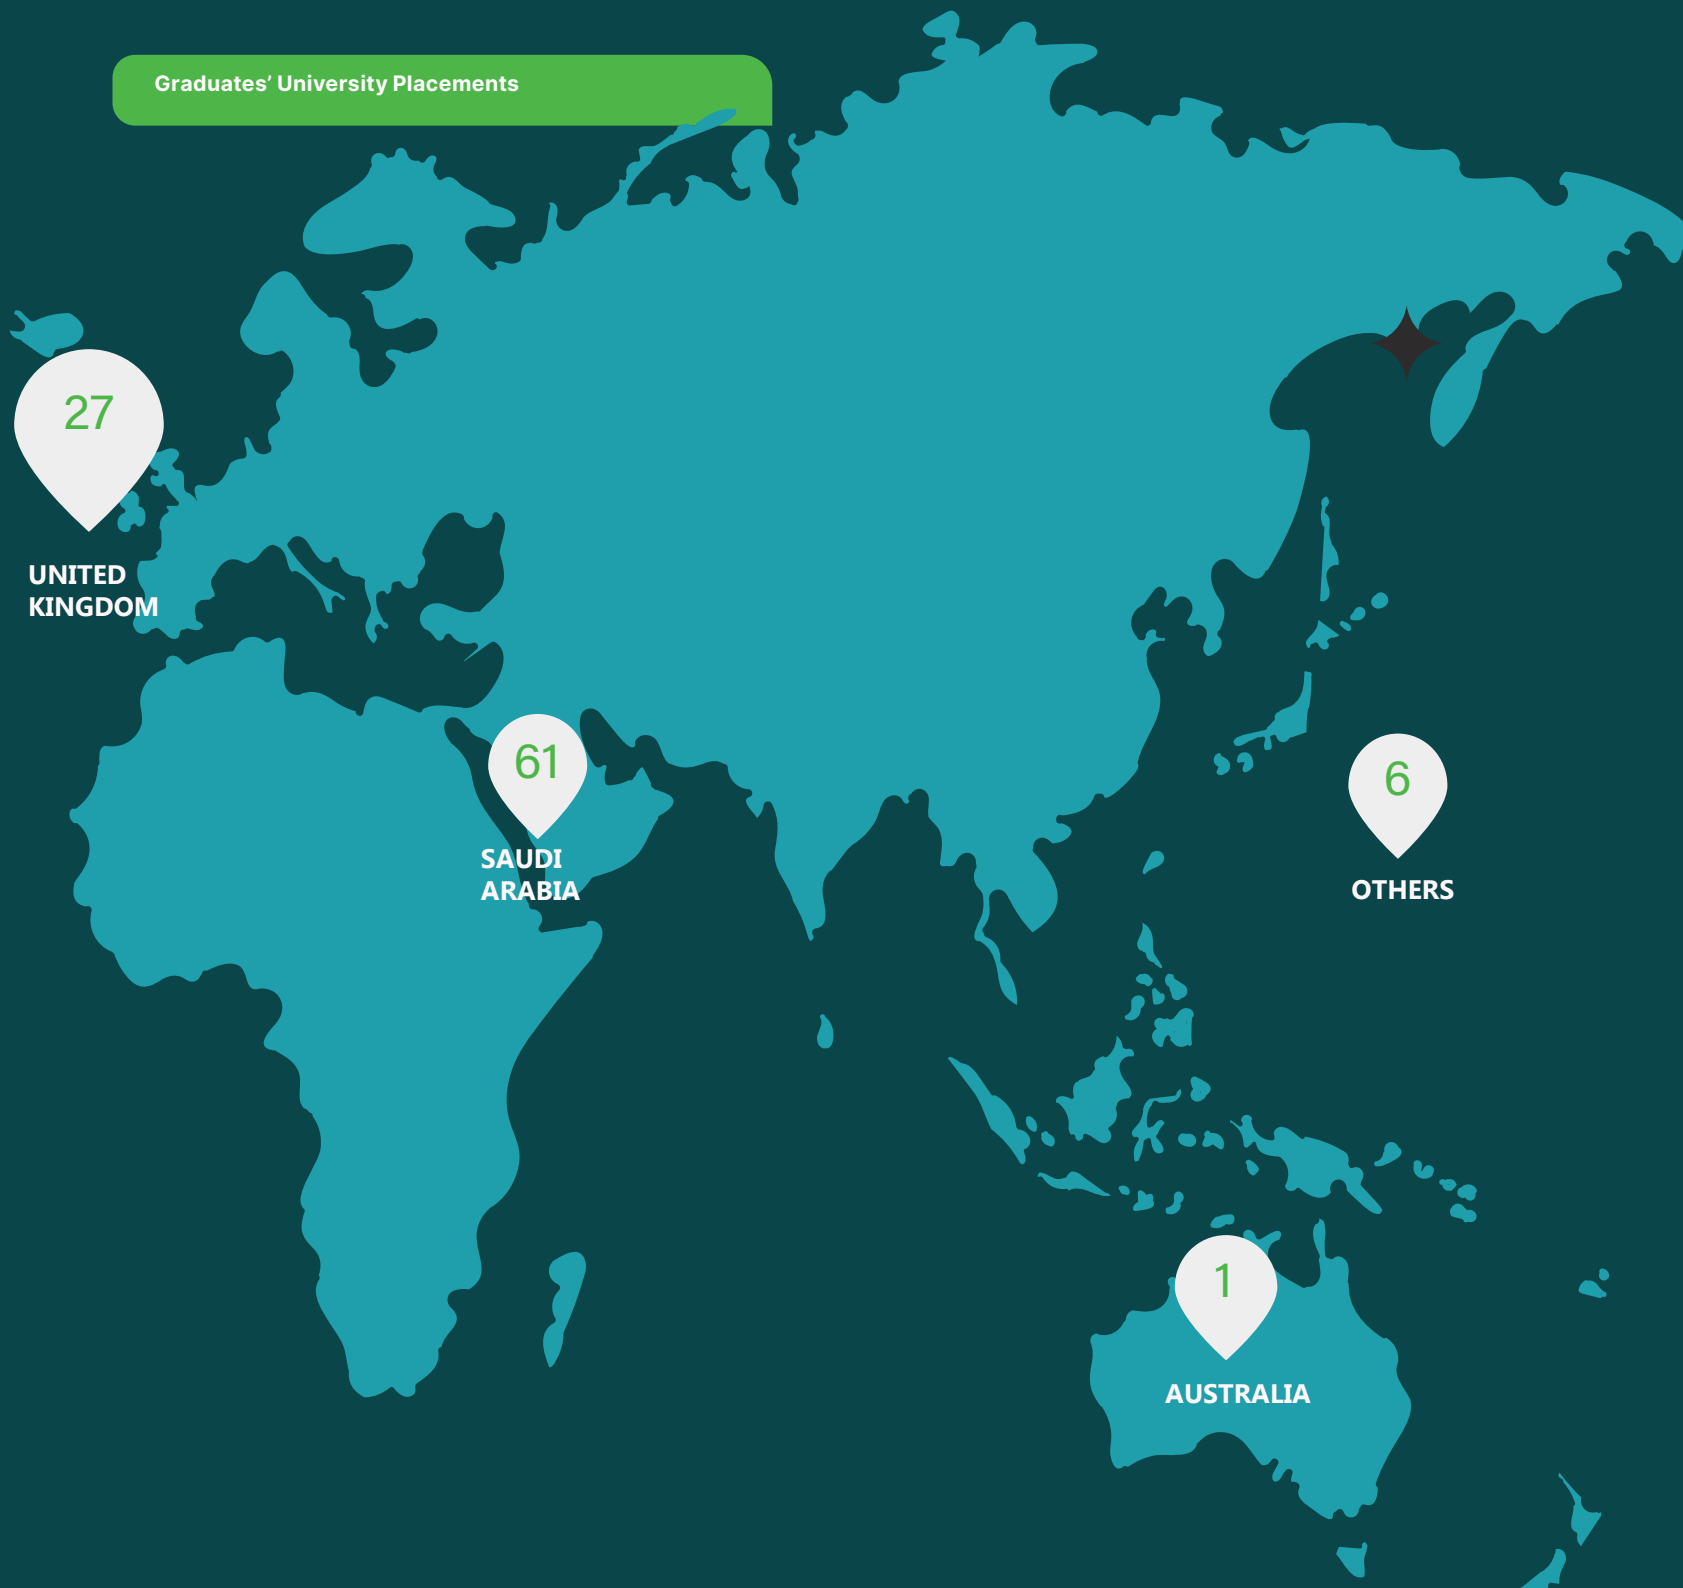 Graduates’ University Placements
27
UNITED
KINGDOM
61
SAUDI
ARABIA
6
OTHERS
1
AUSTRALIA